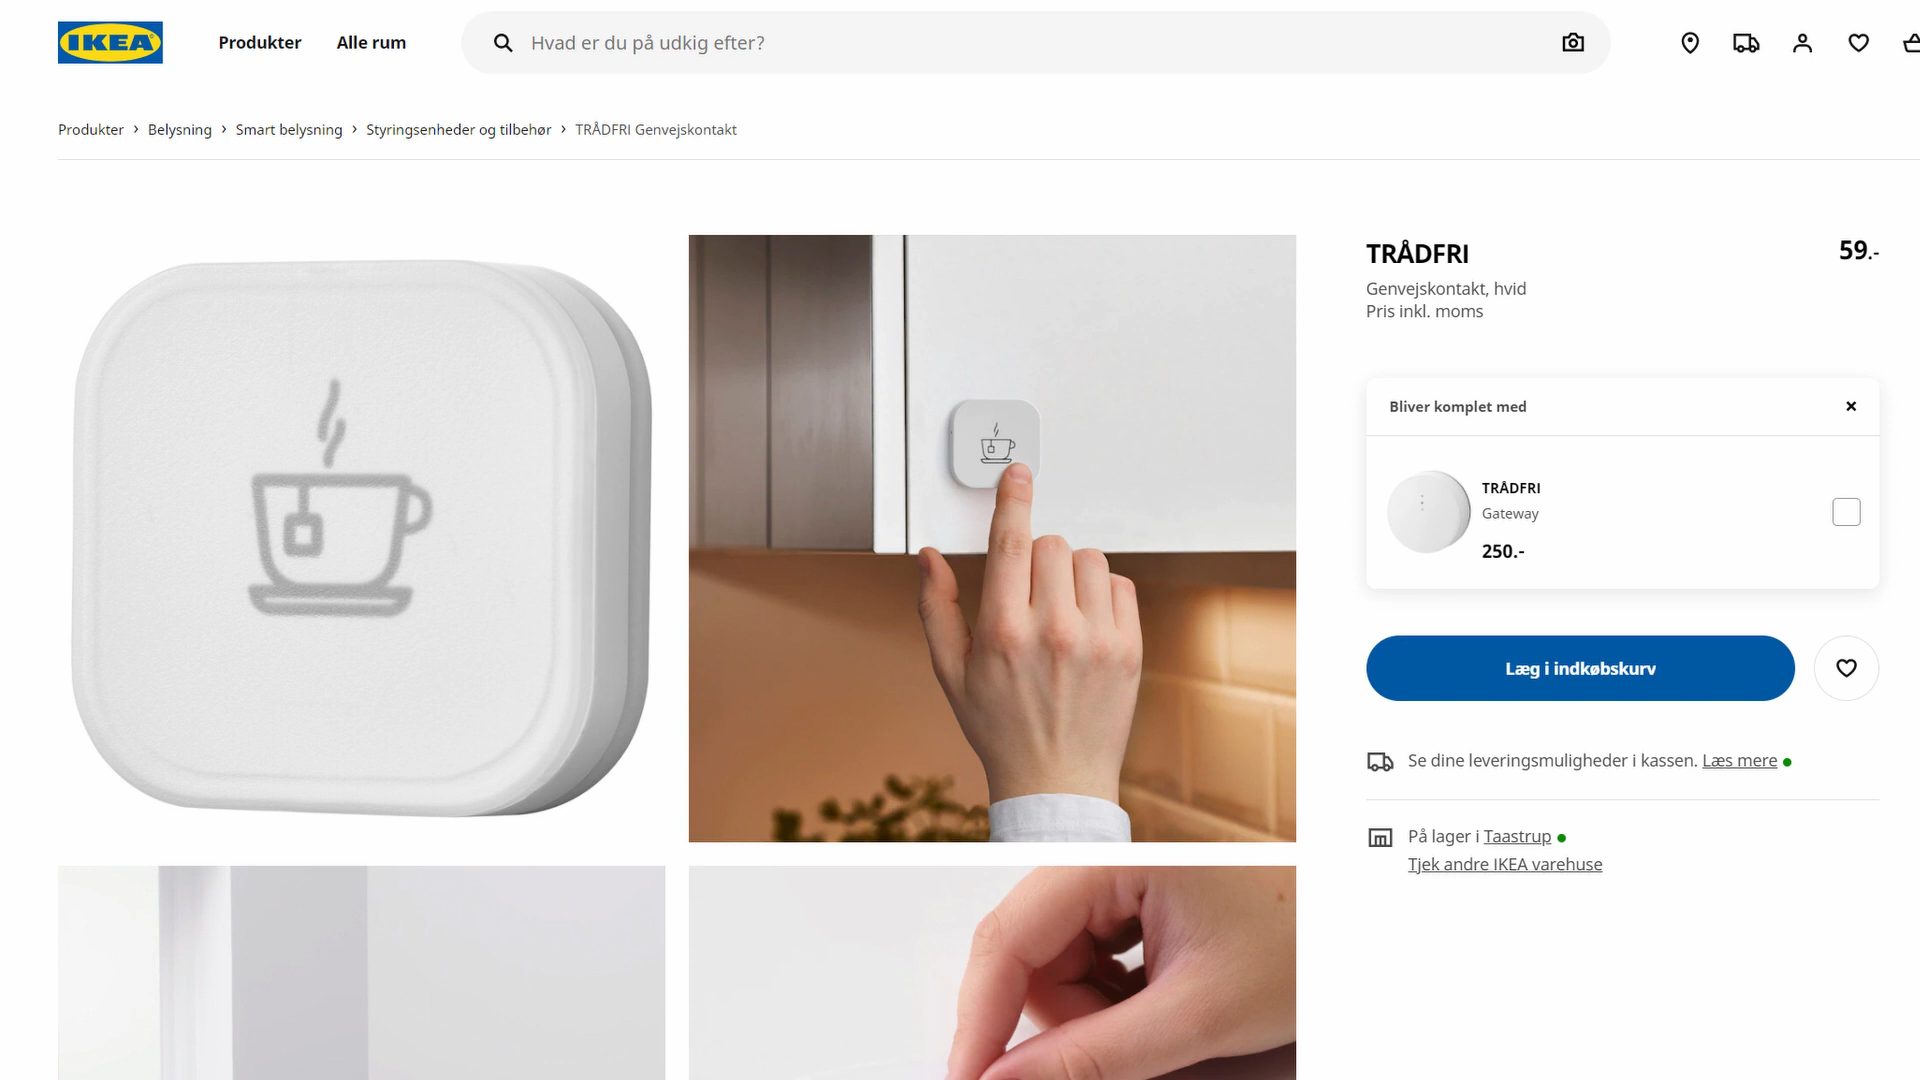 IKEA
Produkter
Alle rum
Hvad er du på udkig efter?
Produkter › Belysning › Smart belysning › Styringsenheder og tilbehør › TRÅDFRI Genvejskontakt
TRÅDFRI
59.-
Genvejskontakt, hvid
Pris inkl. moms
Bliver komplet med
TRÅDFRI
Gateway
250.-
Læg i indkøbskurv
Se dine leveringsmuligheder i kassen. Læs mere
På lager i Taastrup
Tjek andre IKEA varehuse